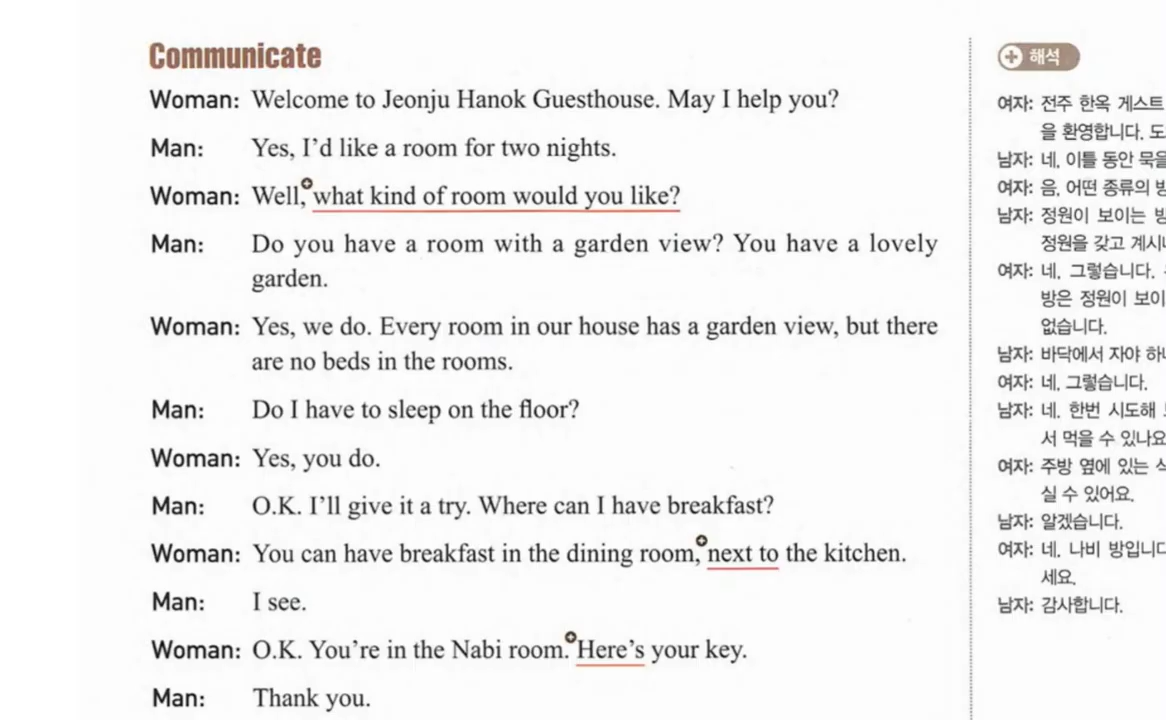 Communicate
Woman: Welcome to Jeonju Hanok Guesthouse. May I help you?
Man: Yes, I'd like a room for two nights.
Woman: Well, what kind of room would you like?
Man: Do you have a room with a garden view? You have a lovely
garden.
Woman: Yes, we do. Every room in our house has a garden view, but there
are no beds in the rooms.
Man: Do I have to sleep on the floor?
Woman: Yes, you do.
Man: O.K. I'll give it a try. Where can I have breakfast?
Woman: You can have breakfast in the dining room, next to the kitchen.
Man: I see.
Woman: O.K. You're in the Nabi room. Here's your key.
Man: Thank you.
해석
여자: 전주 한옥 게스트
을 환영합니다. 도
남자: 네, 이틀 동안 묵을
여자: 음, 어떤 종류의 방
남자: 정원이 보이는 방
정원을 갖고 계시
여자: 네, 그렇습니다.
방은 정원이 보이
없습니다.
남자: 바닥에서 자야 하
여자: 네, 그렇습니다.
남자: 네. 한번 시도해
서 먹을 수 있나요
여자: 주방 옆에 있는 식
실 수 있어요.
남자: 알겠습니다.
여자: 네. 나비 방입니다
세요.
남자: 감사합니다.